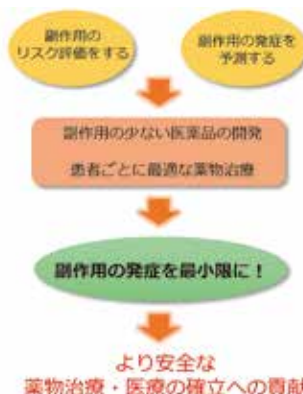 副作用の
リスク評価をする
副作用の発症を
予測する
副作用の少ない医薬品の開発
患者ごとに最適な薬物治療
副作用の発症を最小限に！
より安全な
薬物治療・医療の確立への貢献